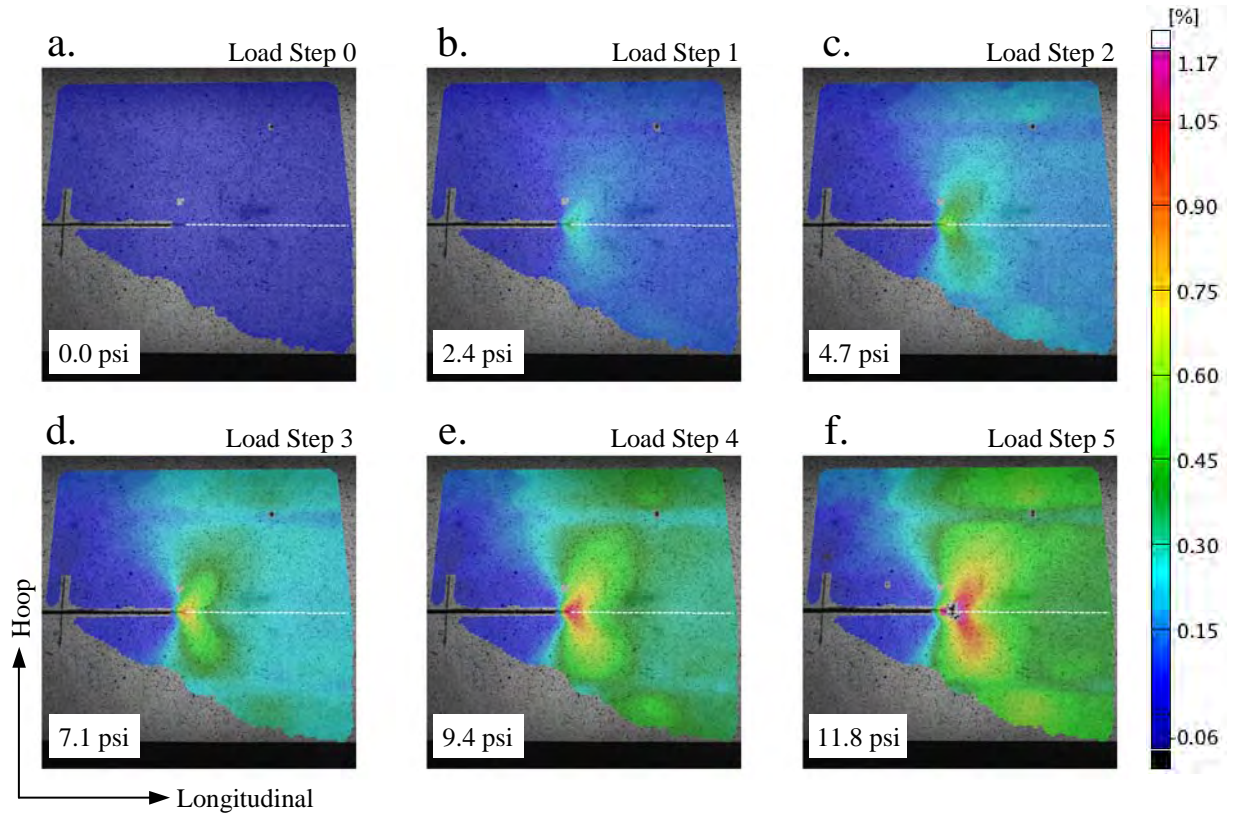 [%]
a.
Load Step 0
b.
Load Step 1
c.
Load Step 2
0.0 psi
2.4 psi
4.7 psi
d.
Load Step 3
e.
Load Step 4
f.
Load Step 5
7.1 psi
9.4 psi
11.8 psi
Hoop
Longitudinal
1.17
1.05
0.90
0.75
0.60
0.45
0.30
0.15
-0.06